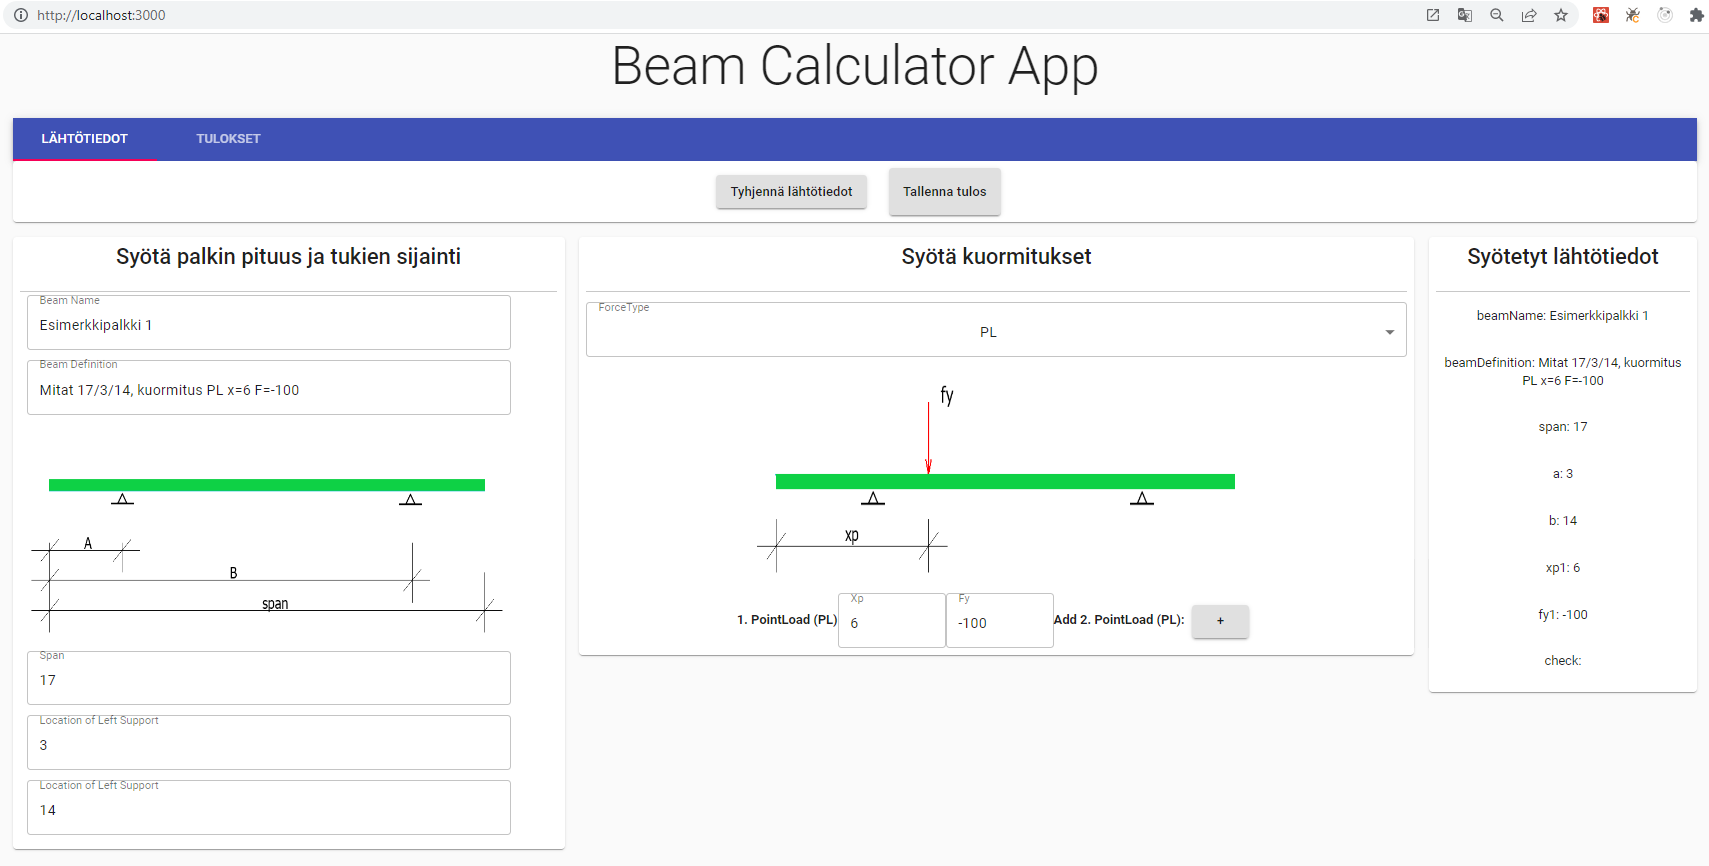 http://localhost:3000
Beam Calculator App
LÄHTÖTIEDOT TULOKSET
Tyhjennä lähtötiedot Tallenna tulos
Syötä palkin pituus ja tukien sijainti
Beam Name
Esimerkkipalkki 1
Beam Definition
Mitat 17/3/14, kuormitus PL x=6 F=-100
A
B
span
Span
17
Location of Left Support
3
Location of Left Support
14
Syötä kuormitukset
ForceType
PL
fy
xp
Xp Fy
1. PointLoad (PL) 6 -100 Add 2. PointLoad (PL): +
Syötetyt lähtötiedot
beamName: Esimerkkipalkki 1
beamDefinition: Mitat 17/3/14, kuormitus
PL x=6 F=-100
span: 17
a: 3
b: 14
xp1: 6
fy1: -100
check: